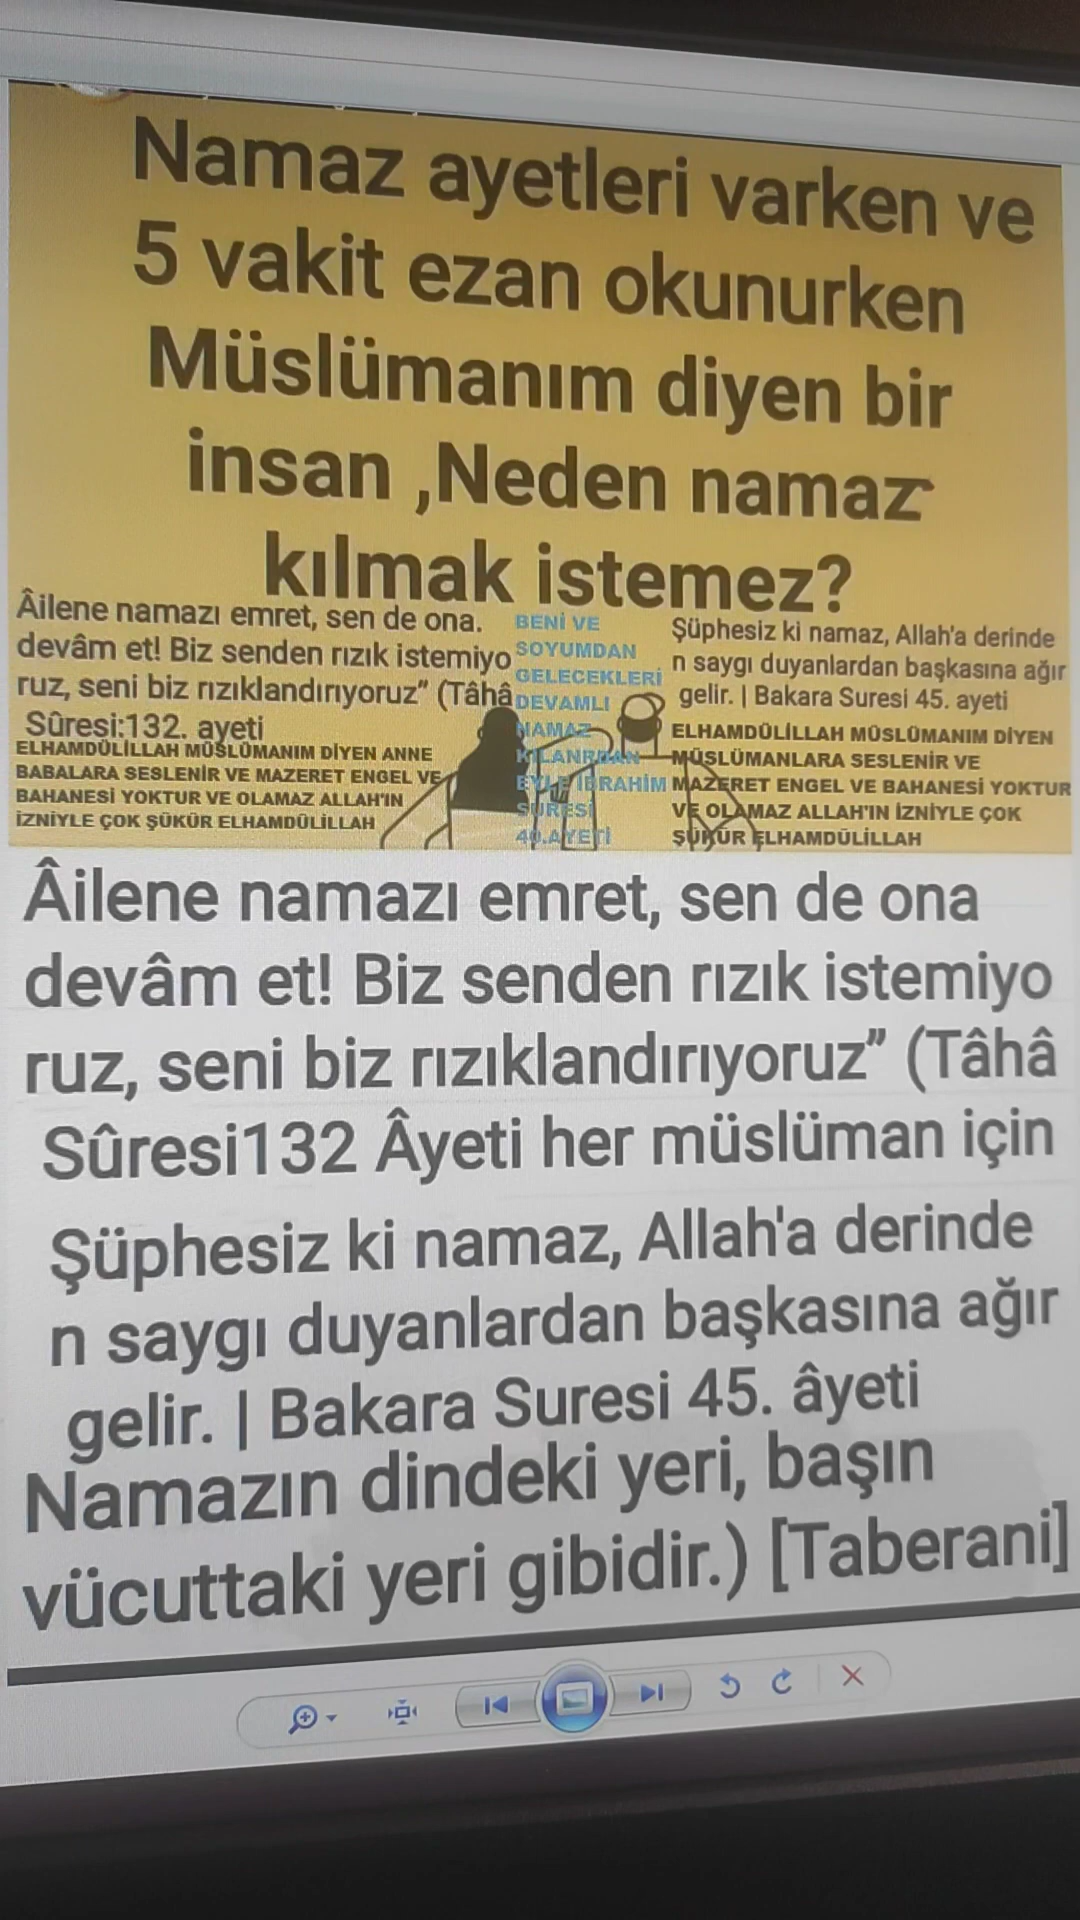 Namaz ayetleri varken ve
5 vakit ezan okunurken
Müslümanım diyen bir
insan ,Neden namaz
kılmak istemez?
Âilene namazı emret, sen de ona.
devâm et! Biz senden rızık istemiyo
ruz, seni biz rızıklandırıyoruz” (Tâhâ
Sûresi:132. ayeti
ELHAMDÜLİLLAH MÜSLÜMANIM DİYEN ANNE
BABALARA SESLENİR VE MAZERET ENGEL VE
BAHANESİ YOKTUR VE OLAMAZ ALLAH'IN
İZNİYLE ÇOK ŞÜKÜR ELHAMDÜLİLLAH
BENİ VE
SOYUMDAN
GELECEKLERİ
DEVAMLI
NAMAZ
KILANRDAN
EYLE İBRAHİM
SURESİ
40.AYETİ
Şüphesiz ki namaz, Allah'a derinde
n saygı duyanlardan başkasına ağır
gelir. | Bakara Suresi 45. ayeti
ELHAMDÜLİLLAH MÜSLÜMANIM DİYEN
MÜSLÜMANLARA SESLENİR VE
MAZERET ENGEL VE BAHANESİ YOKTUR
VE OLAMAZ ALLAH'IN İZNİYLE ÇOK
ŞÜKÜR ELHAMDÜLİLLAH
Âilene namazı emret, sen de ona
devâm et! Biz senden rızık istemiyo
ruz, seni biz rızıklandırıyoruz” (Tâhâ
Sûresi132 Âyeti her müslüman için
Şüphesiz ki namaz, Allah'a derinde
n saygı duyanlardan başkasına ağır
gelir. | Bakara Suresi 45. âyeti
Namazın dindeki yeri, başın
vücuttaki yeri gibidir.) [Taberani]